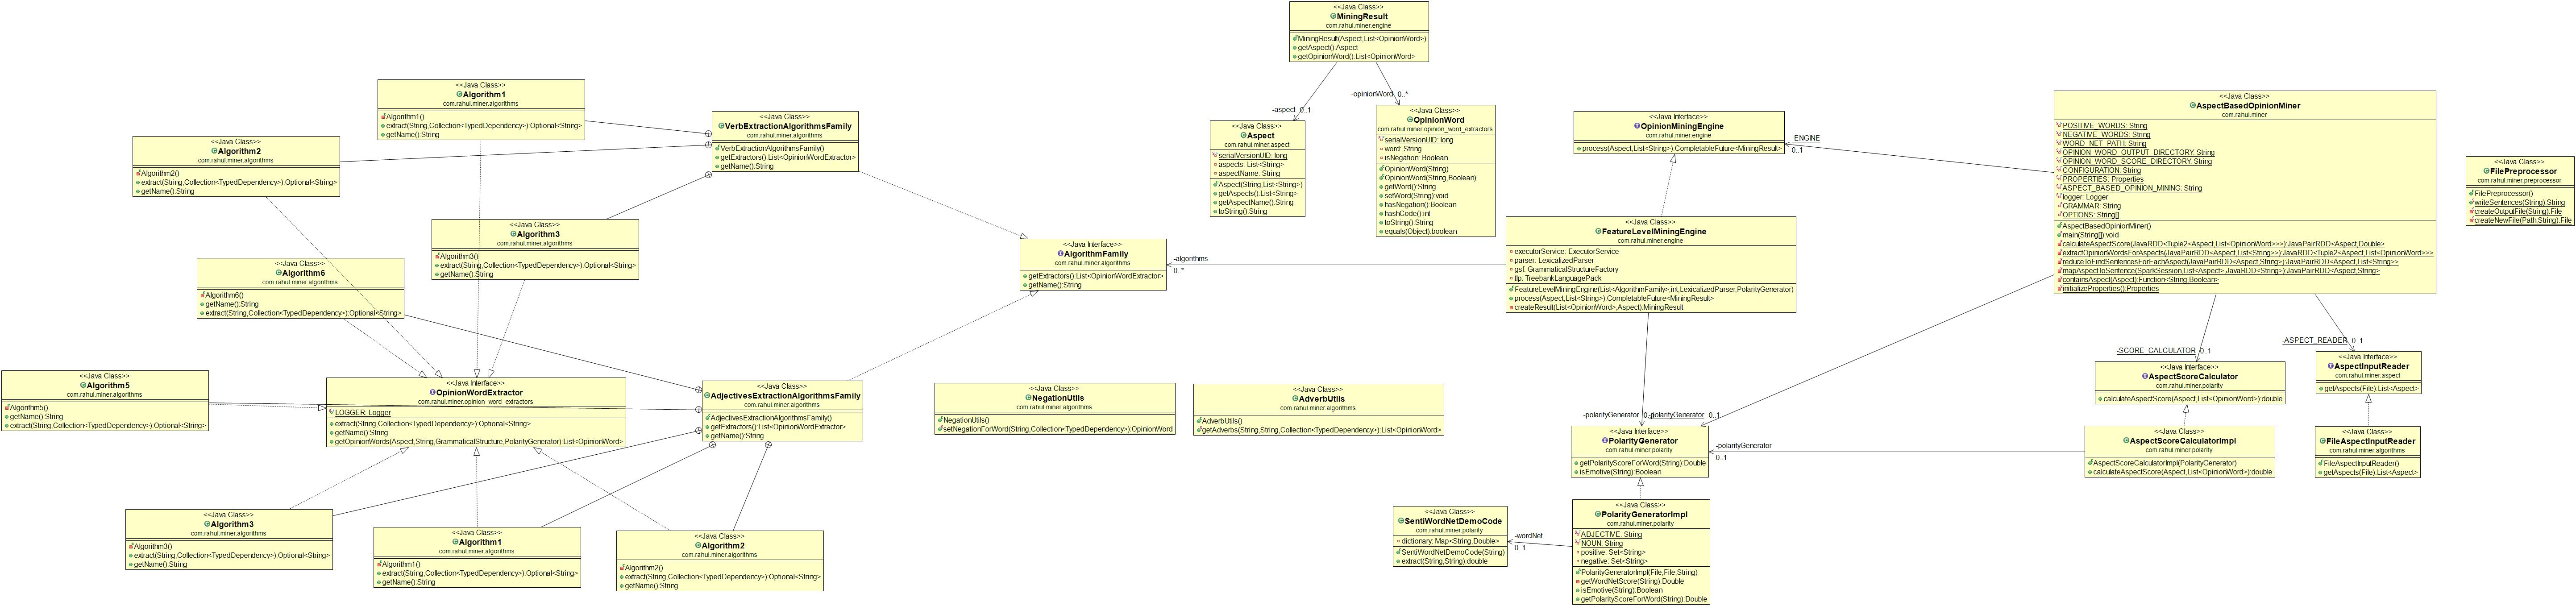 <<Java Class>>
MiningResult
com.rahul.miner.engine
MiningResult(Aspect,List<OpinionWord>)
getAspect():Aspect
getOpinionWord():List<OpinionWord>
-aspect 0..1
-opinionWord 0..*
<<Java Class>>
Aspect
com.rahul.miner.aspect
serialVersionUID: long
aspects: List<String>
aspectName: String
Aspect(String,List<String>)
getAspects():List<String>
getAspectName():String
toString():String
<<Java Class>>
OpinionWord
com.rahul.miner.opinion_word_extractors
serialVersionUID: long
word: String
isNegation: Boolean
OpinionWord(String)
OpinionWord(String,Boolean)
getWord():String
setWord(String):void
hasNegation():Boolean
hashCode():int
toString():String
equals(Object):boolean
<<Java Class>>
Algorithm1
com.rahul.miner.algorithms
Algorithm1()
extract(String,Collection<TypedDependency>):Optional<String>
getName():String
<<Java Class>>
Algorithm2
com.rahul.miner.algorithms
Algorithm2()
extract(String,Collection<TypedDependency>):Optional<String>
getName():String
<<Java Class>>
VerbExtractionAlgorithmsFamily
com.rahul.miner.algorithms
VerbExtractionAlgorithmsFamily()
getExtractors():List<OpinionWordExtractor>
getName():String
<<Java Class>>
Algorithm3
com.rahul.miner.algorithms
Algorithm3()
extract(String,Collection<TypedDependency>):Optional<String>
getName():String
<<Java Class>>
Algorithm6
com.rahul.miner.algorithms
Algorithm6()
getName():String
extract(String,Collection<TypedDependency>):Optional<String>
<<Java Interface>>
AlgorithmFamily
com.rahul.miner.algorithms
getExtractors():List<OpinionWordExtractor>
getName():String
-algorithms
0..*
<<Java Class>>
Algorithm5
com.rahul.miner.algorithms
Algorithm5()
getName():String
extract(String,Collection<TypedDependency>):Optional<String>
<<Java Interface>>
OpinionWordExtractor
com.rahul.miner.opinion_word_extractors
LOGGER: Logger
extract(String,Collection<TypedDependency>):Optional<String>
getName():String
getOpinionWords(Aspect,String,GrammaticalStructure,PolarityGenerator):List<OpinionWord>
<<Java Class>>
AdjectivesExtractionAlgorithmsFamily
com.rahul.miner.algorithms
AdjectivesExtractionAlgorithmsFamily()
getExtractors():List<OpinionWordExtractor>
getName():String
<<Java Class>>
Algorithm3
com.rahul.miner.algorithms
Algorithm3()
extract(String,Collection<TypedDependency>):Optional<String>
getName():String
<<Java Class>>
Algorithm1
com.rahul.miner.algorithms
Algorithm1()
extract(String,Collection<TypedDependency>):Optional<String>
getName():String
<<Java Class>>
Algorithm2
com.rahul.miner.algorithms
Algorithm2()
extract(String,Collection<TypedDependency>):Optional<String>
getName():String
<<Java Class>>
NegationUtils
com.rahul.miner.algorithms
NegationUtils()
setNegationForWord(String,Collection<TypedDependency>):OpinionWord
<<Java Class>>
AdverbUtils
com.rahul.miner.algorithms
AdverbUtils()
getAdverbs(String,String,Collection<TypedDependency>):List<OpinionWord>
<<Java Interface>>
OpinionMiningEngine
com.rahul.miner.engine
process(Aspect,List<String>):CompletableFuture<MiningResult>
-ENGINE
0..1
<<Java Class>>
FeatureLevelMiningEngine
com.rahul.miner.engine
executorService: ExecutorService
parser: LexicalizedParser
gsf: GrammaticalStructureFactory
tlp: TreebankLanguagePack
FeatureLevelMiningEngine(List<AlgorithmFamily>,int,LexicalizedParser,PolarityGenerator)
process(Aspect,List<String>):CompletableFuture<MiningResult>
createResult(List<OpinionWord>,Aspect):MiningResult
<<Java Class>>
AspectBasedOpinionMiner
com.rahul.miner
POSITIVE_WORDS: String
NEGATIVE_WORDS: String
WORD_NET_PATH: String
OPINION_WORD_OUTPUT_DIRECTORY: String
OPINION_WORD_SCORE_DIRECTORY: String
CONFIGURATION: String
PROPERTIES: Properties
ASPECT_BASED_OPINION_MINING: String
logger: Logger
GRAMMAR: String
OPTIONS: String[]
AspectBasedOpinionMiner()
main(String[]):void
calculateAspectScore(JavaRDD<Tuple2<Aspect,List<OpinionWord>>>):JavaPairRDD<Aspect,Double>
extractOpinionWordsForAspects(JavaPairRDD<Aspect,List<String>>):JavaRDD<Tuple2<Aspect,List<OpinionWord>>>
reduceToFindSentencesForEachAspect(JavaPairRDD<Aspect,String>):JavaPairRDD<Aspect,List<String>>
mapAspectToSentence(SparkSession,List<Aspect>,JavaRDD<String>):JavaPairRDD<Aspect,String>
containsAspect(Aspect):Function<String,Boolean>
initializeProperties():Properties
<<Java Class>>
FilePreprocessor
com.rahul.miner.preprocessor
FilePreprocessor()
writeSentences(String):String
createOutputFile(String):File
createNewFile(Path,String):File
-SCORE_CALCULATOR 0..1
-ASPECT_READER 0..1
<<Java Interface>>
AspectScoreCalculator
com.rahul.miner.polarity
calculateAspectScore(Aspect,List<OpinionWord>):double
<<Java Interface>>
AspectInputReader
com.rahul.miner.aspect
getAspects(File):List<Aspect>
<<Java Class>>
AspectScoreCalculatorImpl
com.rahul.miner.polarity
AspectScoreCalculatorImpl(PolarityGenerator)
calculateAspectScore(Aspect,List<OpinionWord>):double
<<Java Class>>
FileAspectInputReader
com.rahul.miner.algorithms
FileAspectInputReader()
getAspects(File):List<Aspect>
-polarityGenerator
-polarityGenerator 0..1
<<Java Interface>>
PolarityGenerator
com.rahul.miner.polarity
getPolarityScoreForWord(String):Double
isEmotive(String):Boolean
-polarityGenerator
0..1
<<Java Class>>
SentiWordNetDemoCode
com.rahul.miner.polarity
dictionary: Map<String,Double>
SentiWordNetDemoCode(String)
extract(String,String):double
-wordNet
0..1
<<Java Class>>
PolarityGeneratorImpl
com.rahul.miner.polarity
ADJECTIVE: String
NOUN: String
positive: Set<String>
negative: Set<String>
PolarityGeneratorImpl(File,File,String)
getWordNetScore(String):Double
isEmotive(String):Boolean
getPolarityScoreForWord(String):Double